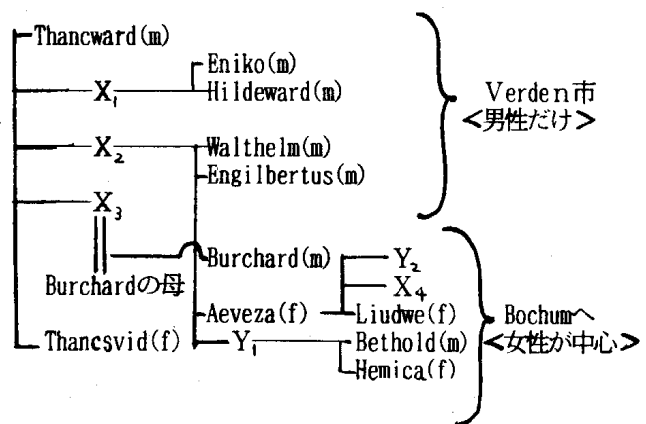 Thancward(m)
Eniko(m)
X₁ Hildeward(m)
Verden市
<男性だけ>
X₂ Walthelm(m)
Engilbertus(m)
X₃
Burchard(m) Y₂
Burchardの母 X₄
Aeveza(f) Liudwe(f)
Bochumへ
<女性が中心>
Thancsvid(f) Y₁ Bethold(m)
Hemica(f)